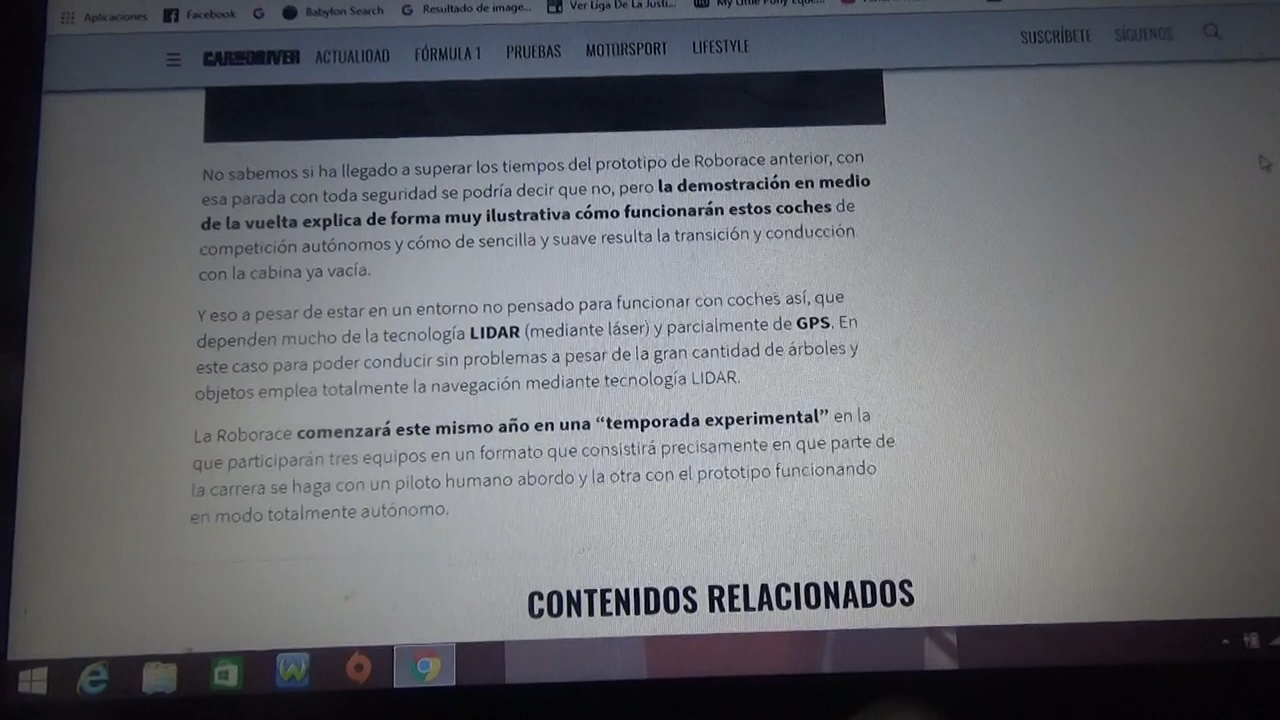 Aplicaciones Facebook Babylon Search Resultado de image... Ver Liga De La Justi... My Little Pony Eque...
CAR AND DRIVER ACTUALIDAD FÓRMULA 1 PRUEBAS MOTORSPORT LIFESTYLE SUSCRÍBETE SÍGUENOS
No sabemos si ha llegado a superar los tiempos del prototipo de Roborace anterior, con
esa parada con toda seguridad se podría decir que no, pero la demostración en medio
de la vuelta explica de forma muy ilustrativa cómo funcionarán estos coches de
competición autónomos y cómo de sencilla y suave resulta la transición y conducción
con la cabina ya vacía.
Y eso a pesar de estar en un entorno no pensado para funcionar con coches así, que
dependen mucho de la tecnología LIDAR (mediante láser) y parcialmente de GPS. En
este caso para poder conducir sin problemas a pesar de la gran cantidad de árboles y
objetos emplea totalmente la navegación mediante tecnología LIDAR.
La Roborace comenzará este mismo año en una “temporada experimental” en la
que participarán tres equipos en un formato que consistirá precisamente en que parte de
la carrera se haga con un piloto humano abordo y la otra con el prototipo funcionando
en modo totalmente autónomo.
CONTENIDOS RELACIONADOS